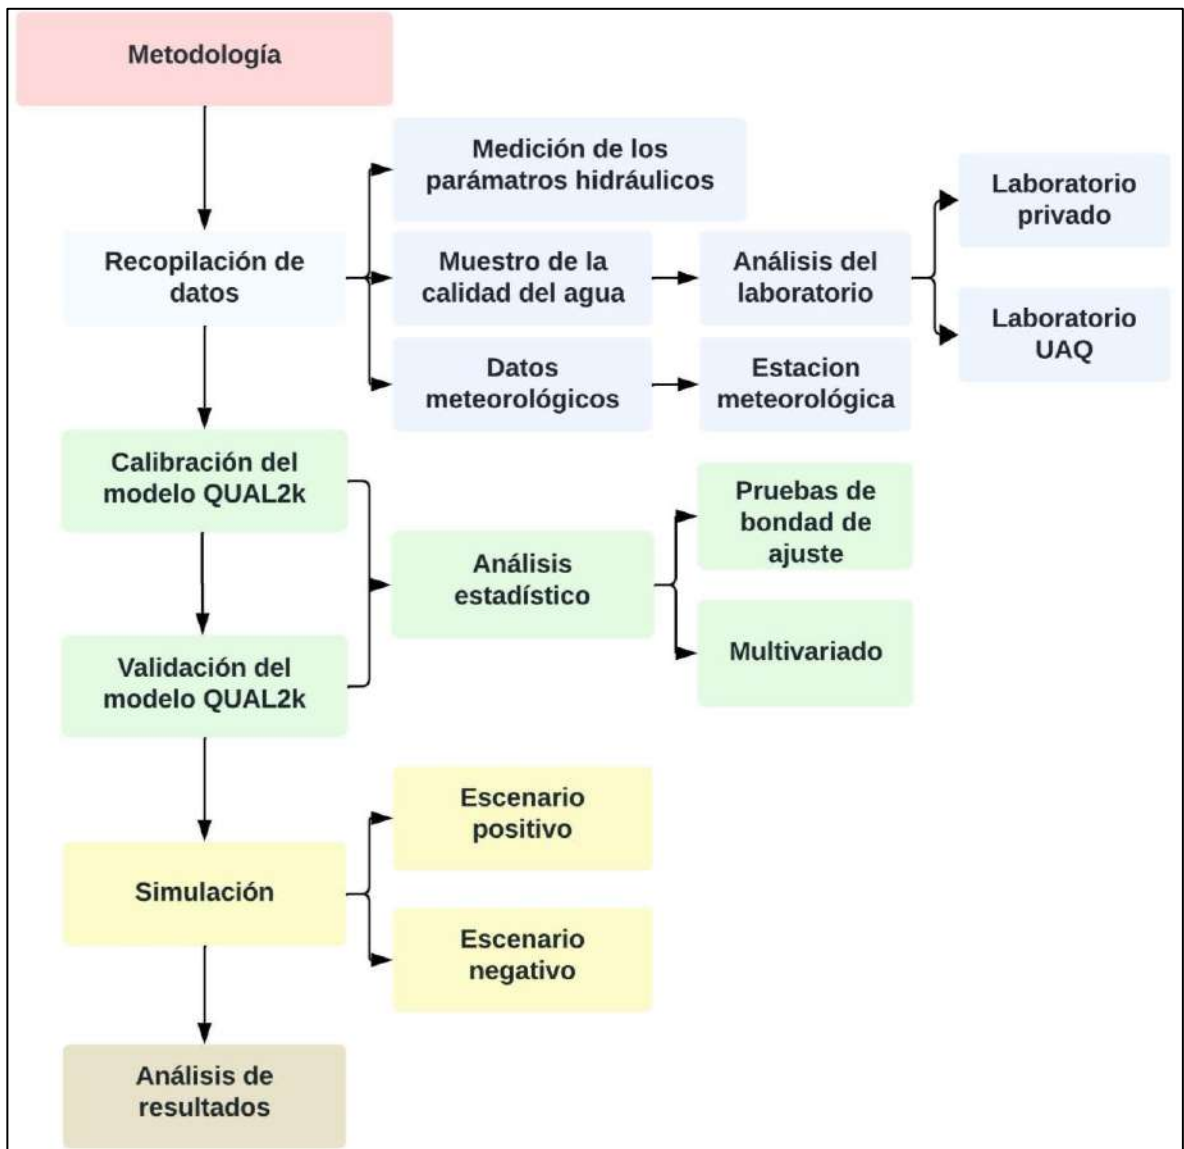 Metodología
Medición de los
parámatros hidráulicos
Laboratorio
privado
Recopilación de
datos
Muestro de la
calidad del agua
Análisis del
laboratorio
Laboratorio
UAQ
Datos
meteorológicos
Estacion
meteorológica
Calibración del
modelo QUAL2k
Pruebas de
bondad de
ajuste
Análisis
estadístico
Multivariado
Validación del
modelo QUAL2k
Escenario
positivo
Simulación
Escenario
negativo
Análisis de
resultados